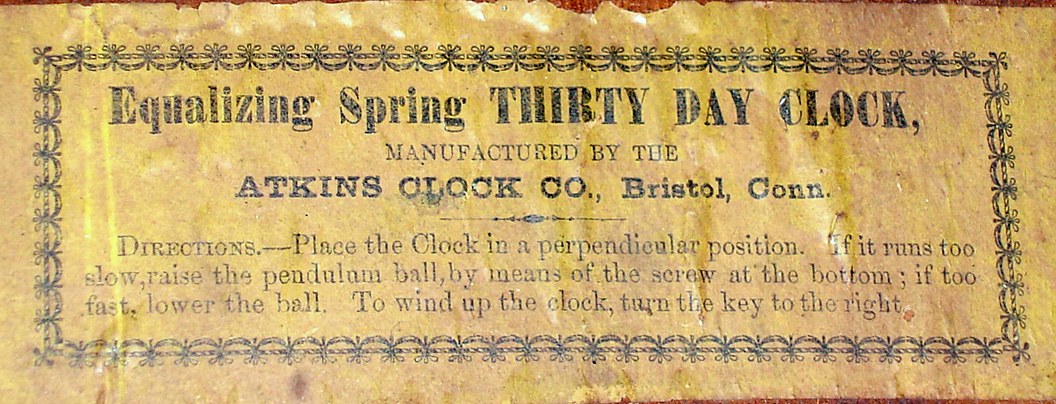 Equalizing Spring THIRTY DAY CLOCK,
MANUFACTURED BY THE
ATKINS CLOCK CO., Bristol, Conn.
DIRECTIONS.—Place the Clock in a perpendicular position. If it runs too
slow, raise the pendulum ball, by means of the screw at the bottom; if too
fast, lower the ball. To wind up the clock, turn the key to the right.